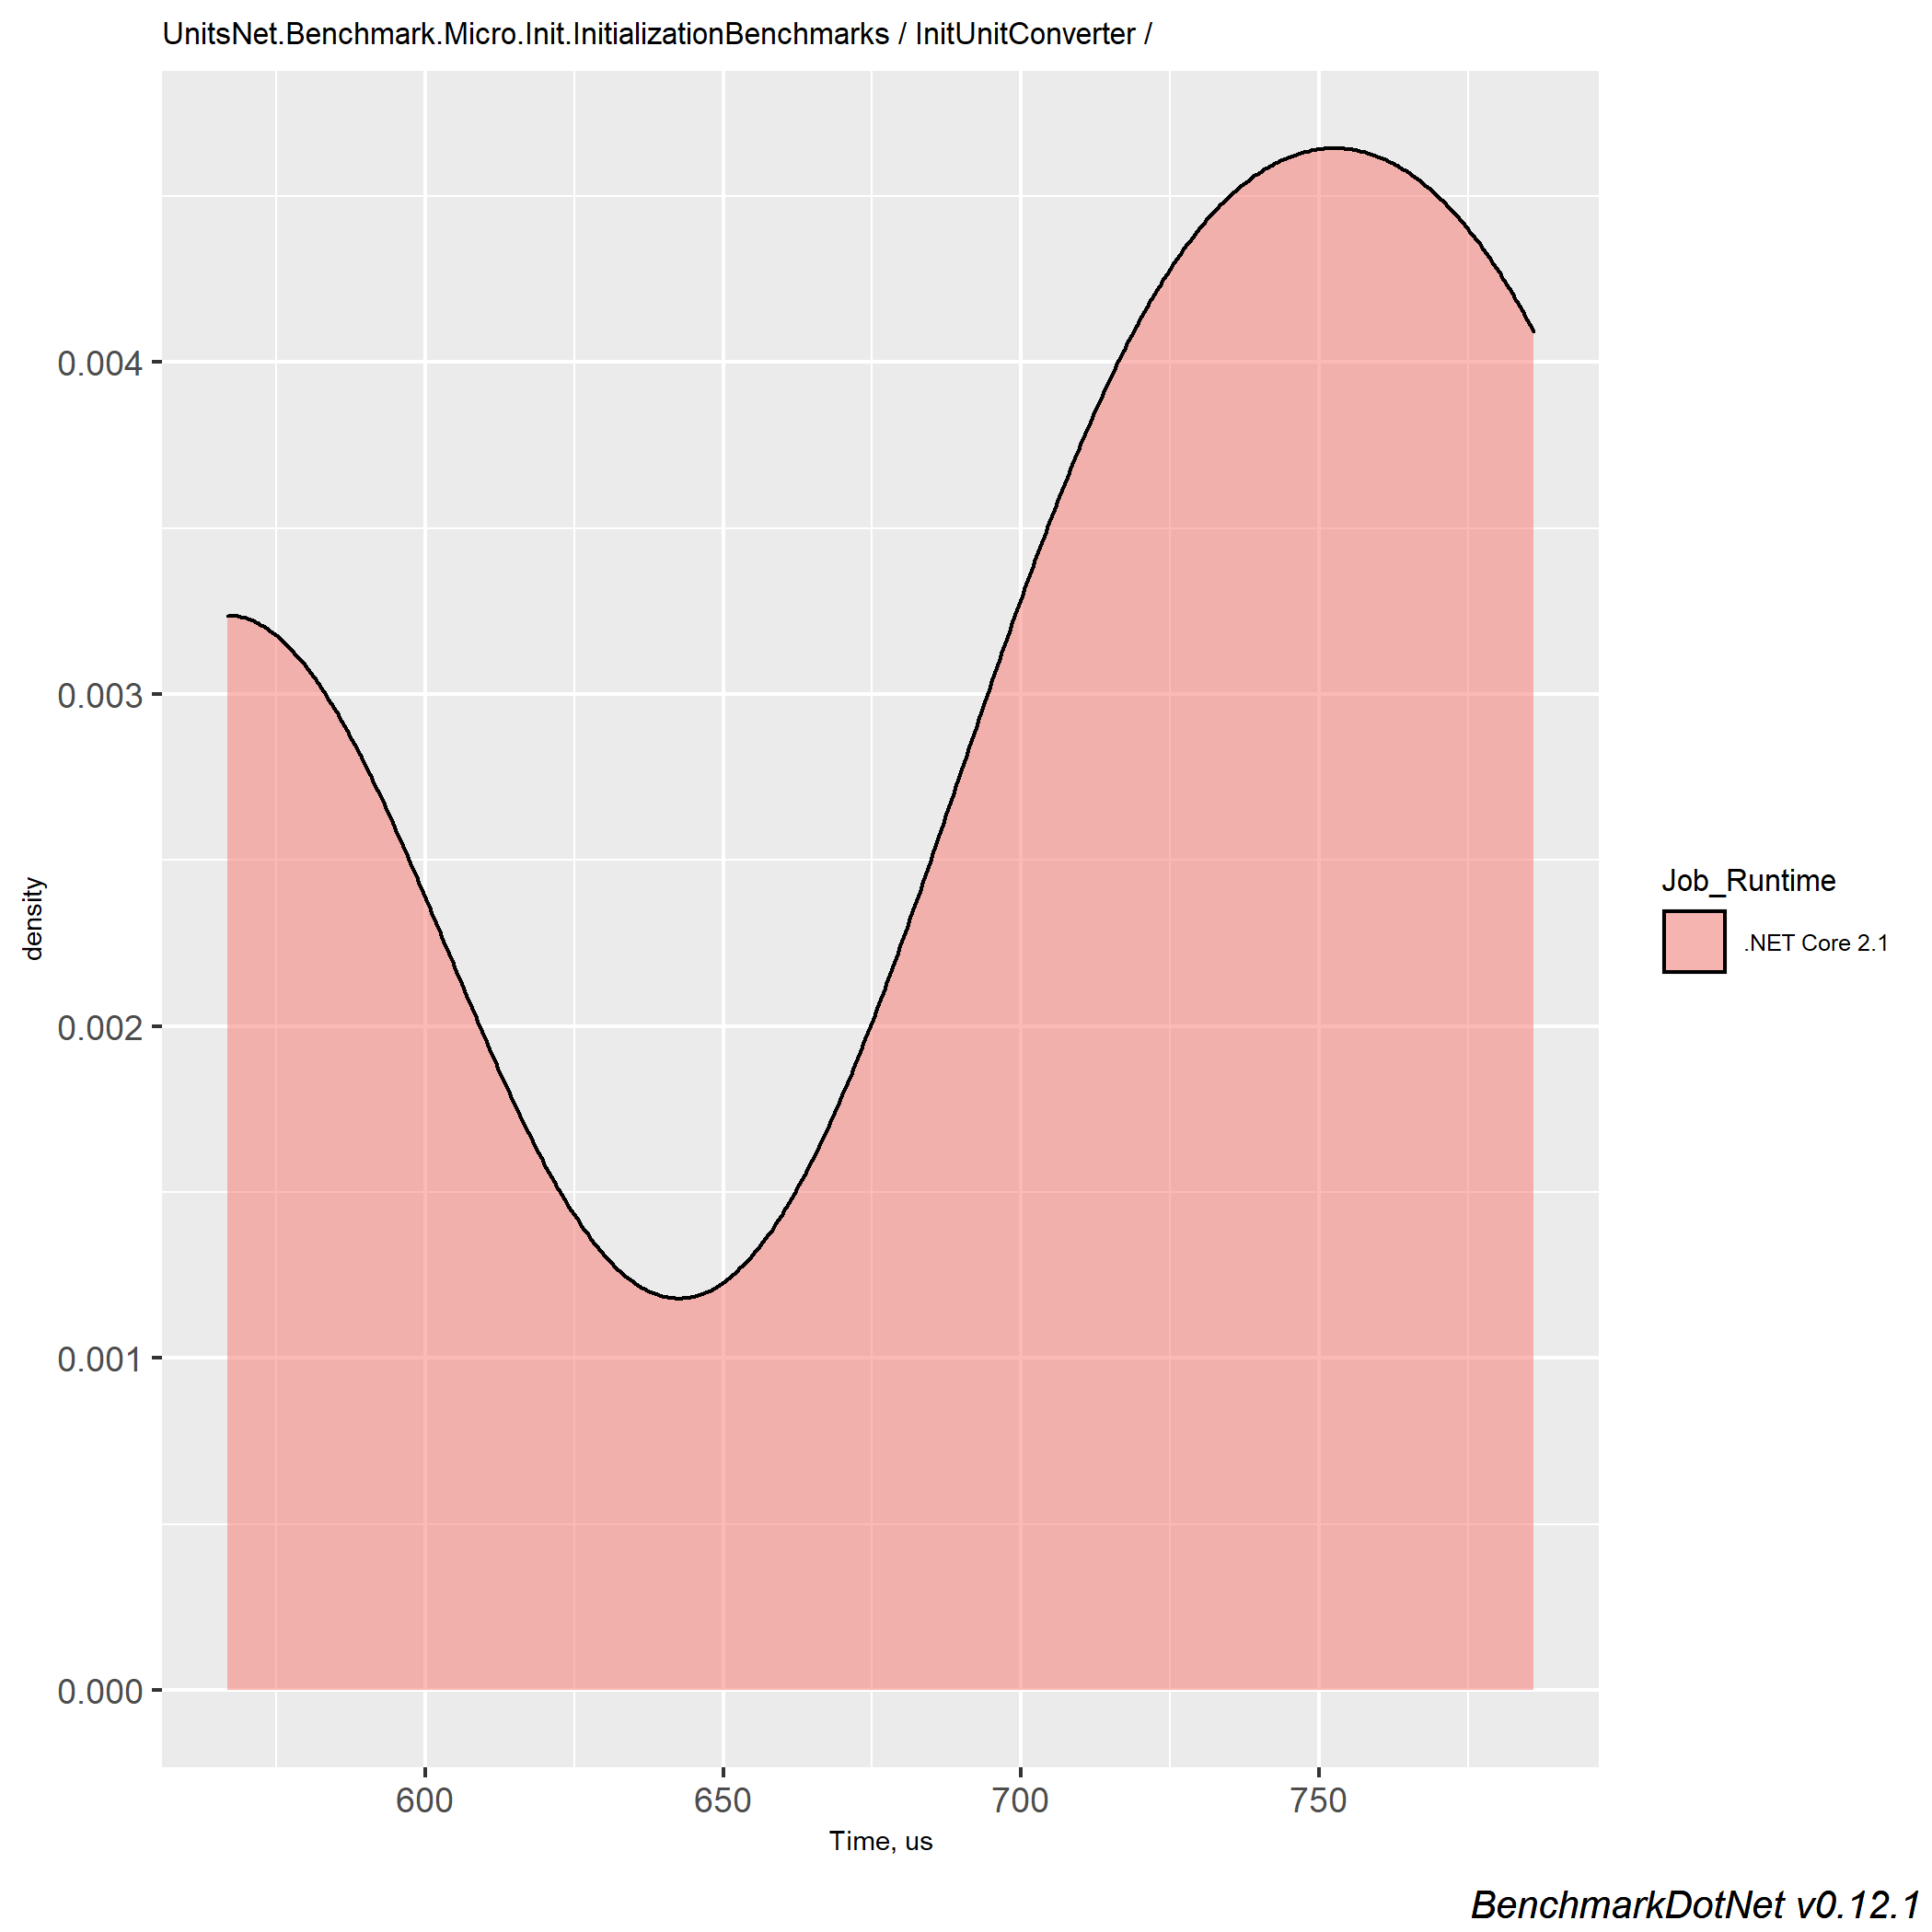 UnitsNet.Benchmark.Micro.Init.InitializationBenchmarks / InitUnitConverter /
0.004
0.003
0.002
0.001
0.000
density
600 650 700 750
Time, us
Job_Runtime
.NET Core 2.1
BenchmarkDotNet v0.12.1